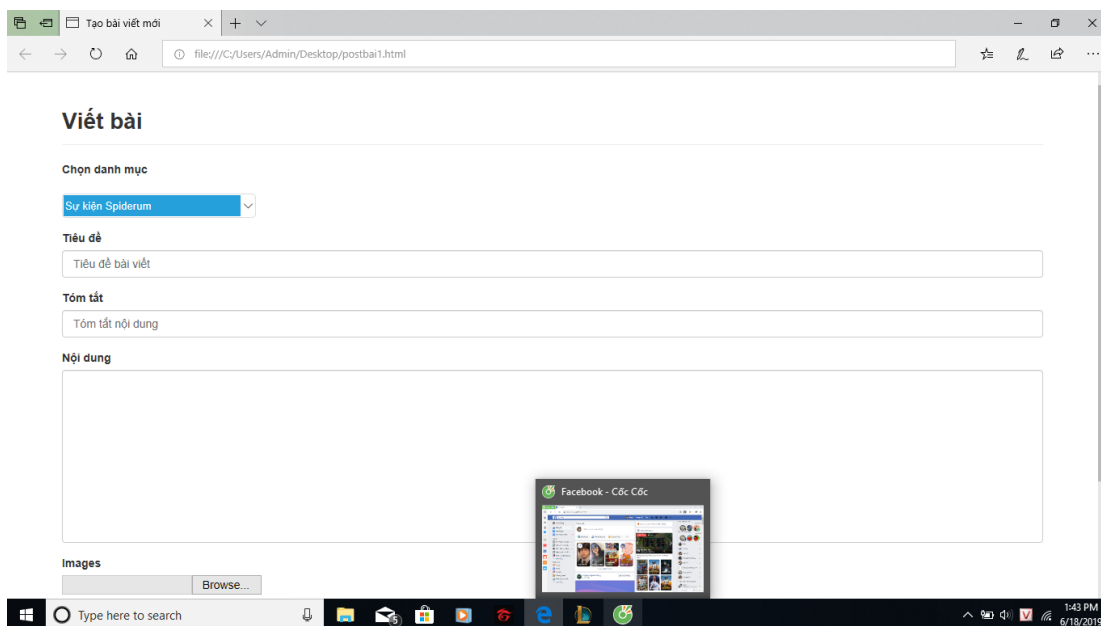 Tạo bài viết mới
file:///C:/Users/Admin/Desktop/postbai1.html
Viết bài
Chọn danh mục
Sự kiện Spiderum
Tiêu đề
Tiêu đề bài viết
Tóm tắt
Tóm tắt nội dung
Nội dung
Facebook - Cốc Cốc
Images
Browse...
Type here to search
5
V
1:43 PM
6/18/2019